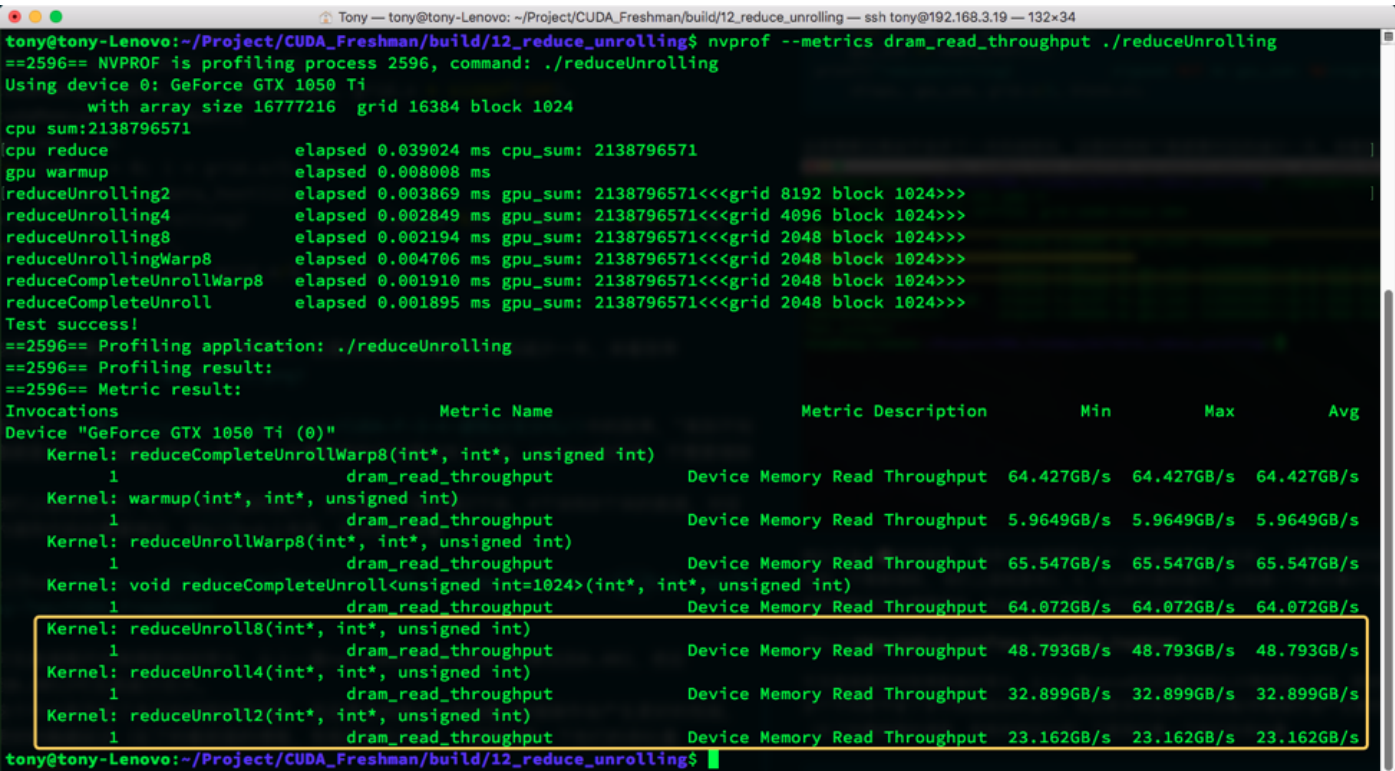 Tony — tony@tony-Lenovo: ~/Project/CUDA_Freshman/build/12_reduce_unrolling — ssh tony@192.168.3.19 — 132×34
tony@tony-Lenovo:~/Project/CUDA_Freshman/build/12_reduce_unrolling$ nvprof --metrics dram_read_throughput ./reduceUnrolling
==2596== NVPROF is profiling process 2596, command: ./reduceUnrolling
Using device 0: GeForce GTX 1050 Ti
with array size 16777216  grid 16384 block 1024
cpu sum:2138796571
cpu reduce elapsed 0.039024 ms cpu_sum: 2138796571
gpu warmup elapsed 0.008008 ms
reduceUnrolling2 elapsed 0.003869 ms gpu_sum: 2138796571<<<grid 8192 block 1024>>>
reduceUnrolling4 elapsed 0.002849 ms gpu_sum: 2138796571<<<grid 4096 block 1024>>>
reduceUnrolling8 elapsed 0.002194 ms gpu_sum: 2138796571<<<grid 2048 block 1024>>>
reduceUnrollingWarp8 elapsed 0.004706 ms gpu_sum: 2138796571<<<grid 2048 block 1024>>>
reduceCompleteUnrollWarp8 elapsed 0.001910 ms gpu_sum: 2138796571<<<grid 2048 block 1024>>>
reduceCompleteUnroll elapsed 0.001895 ms gpu_sum: 2138796571<<<grid 2048 block 1024>>>
Test success!
==2596== Profiling application: ./reduceUnrolling
==2596== Profiling result:
==2596== Metric result:
Invocations Metric Name Metric Description Min Max Avg
Device "GeForce GTX 1050 Ti (0)"
Kernel: reduceCompleteUnrollWarp8(int*, int*, unsigned int)
1 dram_read_throughput Device Memory Read Throughput 64.427GB/s 64.427GB/s 64.427GB/s
Kernel: warmup(int*, int*, unsigned int)
1 dram_read_throughput Device Memory Read Throughput 5.9649GB/s 5.9649GB/s 5.9649GB/s
Kernel: reduceUnrollWarp8(int*, int*, unsigned int)
1 dram_read_throughput Device Memory Read Throughput 65.547GB/s 65.547GB/s 65.547GB/s
Kernel: void reduceCompleteUnroll<unsigned int=1024>(int*, int*, unsigned int)
1 dram_read_throughput Device Memory Read Throughput 64.072GB/s 64.072GB/s 64.072GB/s
Kernel: reduceUnroll8(int*, int*, unsigned int)
1 dram_read_throughput Device Memory Read Throughput 48.793GB/s 48.793GB/s 48.793GB/s
Kernel: reduceUnroll4(int*, int*, unsigned int)
1 dram_read_throughput Device Memory Read Throughput 32.899GB/s 32.899GB/s 32.899GB/s
Kernel: reduceUnroll2(int*, int*, unsigned int)
1 dram_read_throughput Device Memory Read Throughput 23.162GB/s 23.162GB/s 23.162GB/s
tony@tony-Lenovo:~/Project/CUDA_Freshman/build/12_reduce_unrolling$